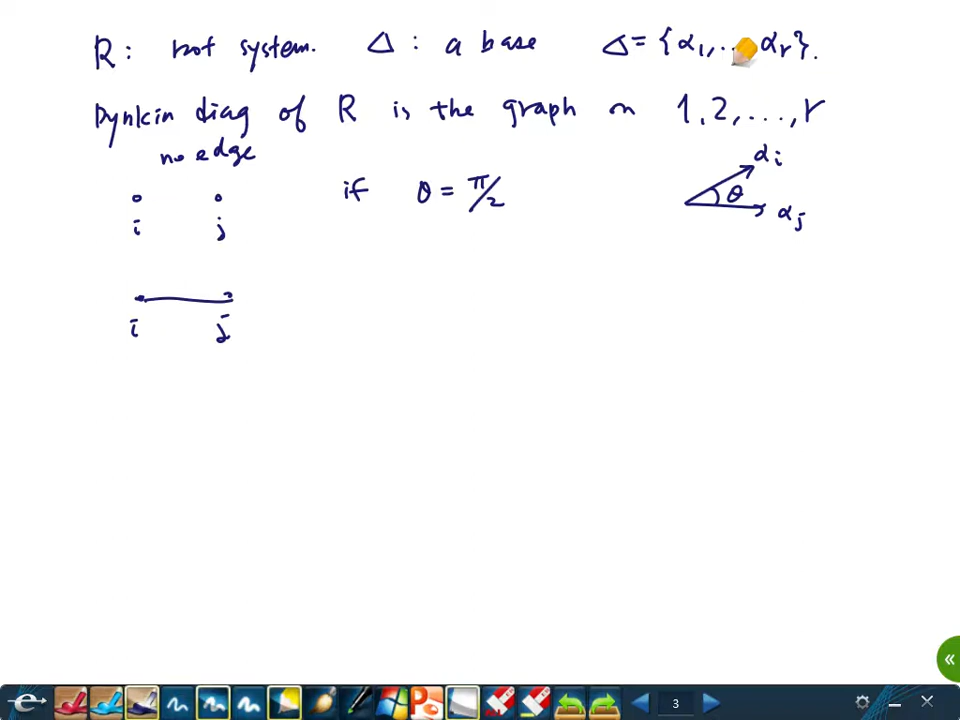 R: root system. Δ: a base Δ = {α₁,...αᵣ}.
Dynkin diag of R is the graph on 1, 2, ..., r
no edge
i j if θ = π/2
αᵢ
θ
αⱼ
i j
3